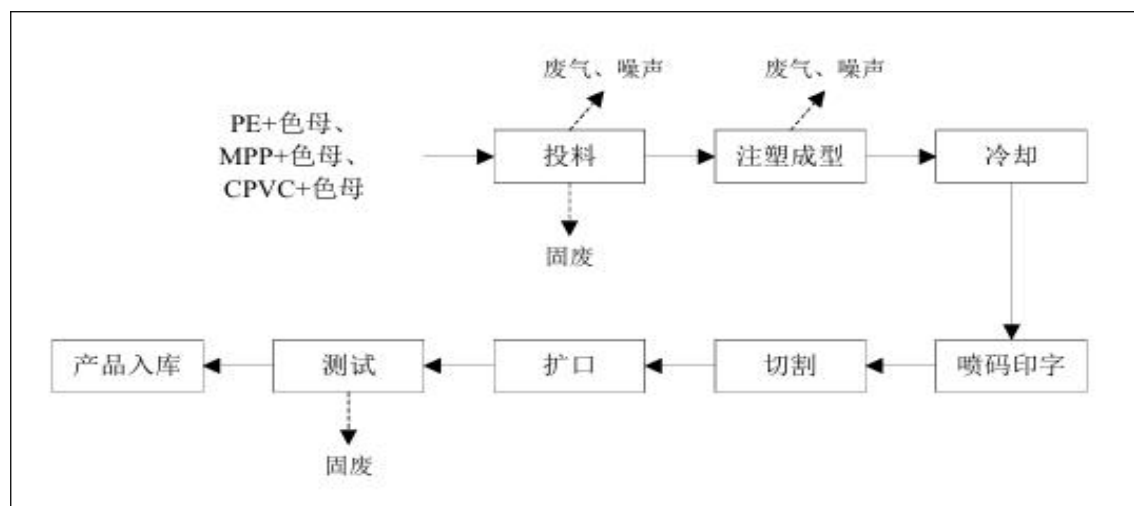 废气、噪声
废气、噪声
PE+色母、
MPP+色母、
CPVC+色母
投料
注塑成型
冷却
固废
产品入库
测试
扩口
切割
喷码印字
固废